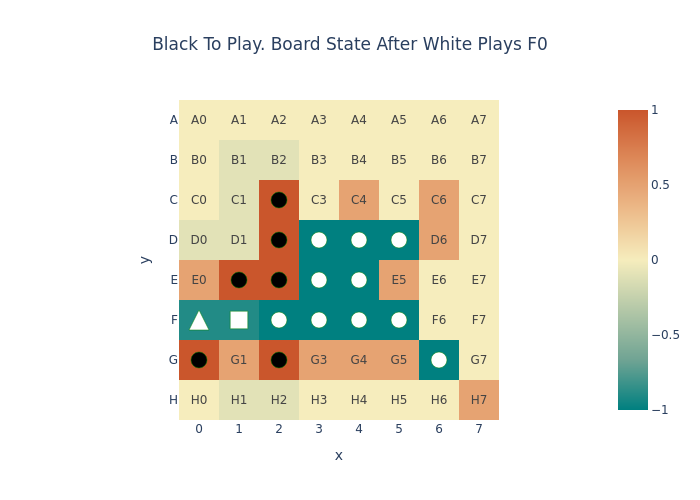 Black To Play. Board State After White Plays F0
A A0 A1 A2 A3 A4 A5 A6 A7 1
B B0 B1 B2 B3 B4 B5 B6 B7
C C0 C1 C3 C4 C5 C6 C7 0.5
D D0 D1 D6 D7
y 0
E E0 E5 E6 E7
F F6 F7 −0.5
G G1 G3 G4 G5 G7
H H0 H1 H2 H3 H4 H5 H6 H7 −1
0 1 2 3 4 5 6 7
x